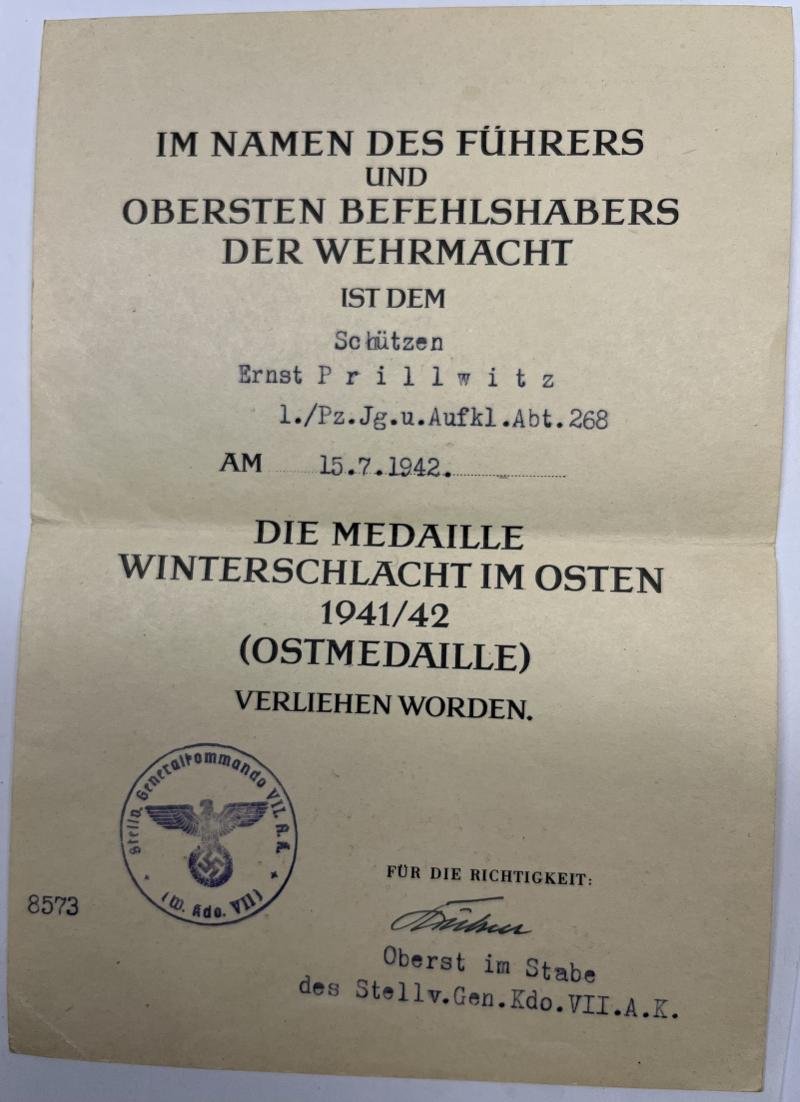 IM NAMEN DES FÜHRERS
UND
OBERSTEN BEFEHLSHABERS
DER WEHRMACHT
IST DEM
Schützen
Ernst P r i l l w i t z
1./Pz.Jg.u.Aufkl.Abt.268
AM 15.7.1942.
DIE MEDAILLE
WINTERSCHLACHT IM OSTEN
1941/42
(OSTMEDAILLE)
VERLIEHEN WORDEN.
Stellv. Generalkommando VII. A.K.
(W. Kdo. VII)
8573
FÜR DIE RICHTIGKEIT:
Oberst im Stabe
des Stellv.Gen.Kdo.VII.A.K.